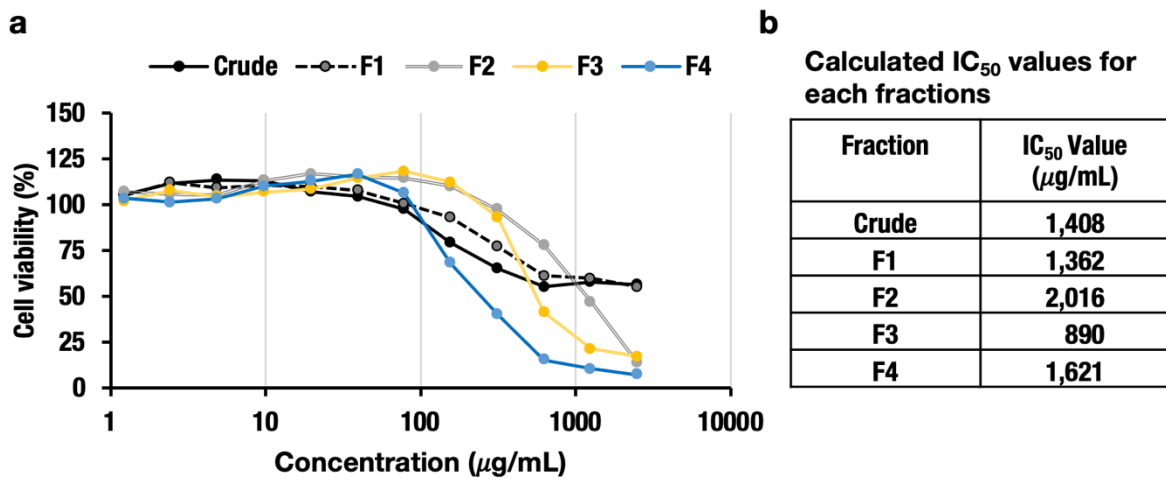 a
Crude F1 F2 F3 F4
Cell viability (%)
150
125
100
75
50
25
0
1 10 100 1000 10000
Concentration (μg/mL)
b
Calculated IC₅₀ values for
each fractions
Fraction IC₅₀ Value
(μg/mL)
Crude 1,408
F1 1,362
F2 2,016
F3 890
F4 1,621